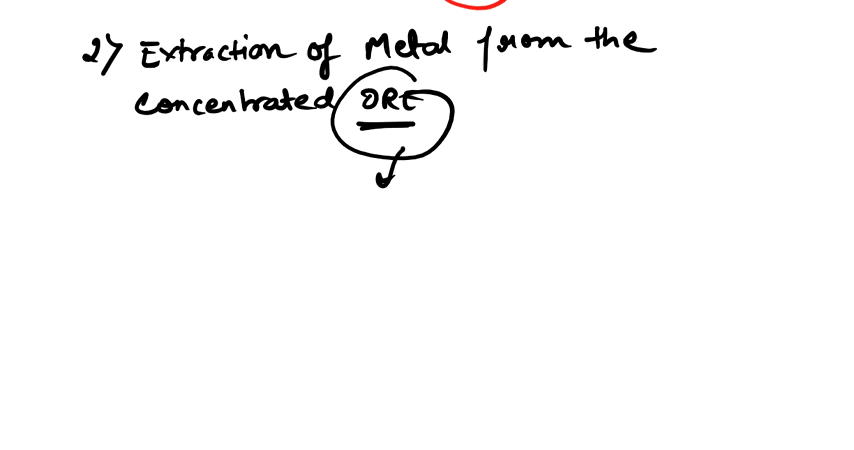 2) Extraction of Metal from the
Concentrated ORE